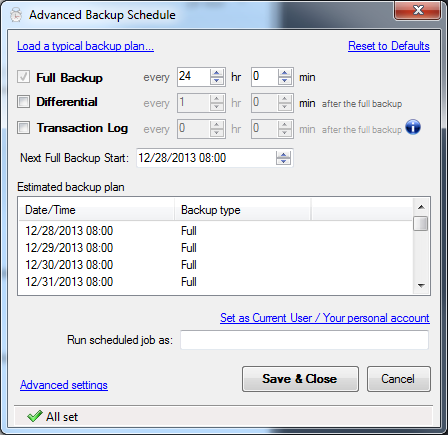 Advanced Backup Schedule
Load a typical backup plan... Reset to Defaults
Full Backup every 24 hr 0 min
Differential every 1 hr 0 min after the full backup
Transaction Log every 0 hr 0 min after the full backup
Next Full Backup Start: 12/28/2013 08:00
Estimated backup plan
Date/Time Backup type
12/28/2013 08:00 Full
12/29/2013 08:00 Full
12/30/2013 08:00 Full
12/31/2013 08:00 Full
Set as Current User / Your personal account
Run scheduled job as:
Advanced settings Save & Close Cancel
All set